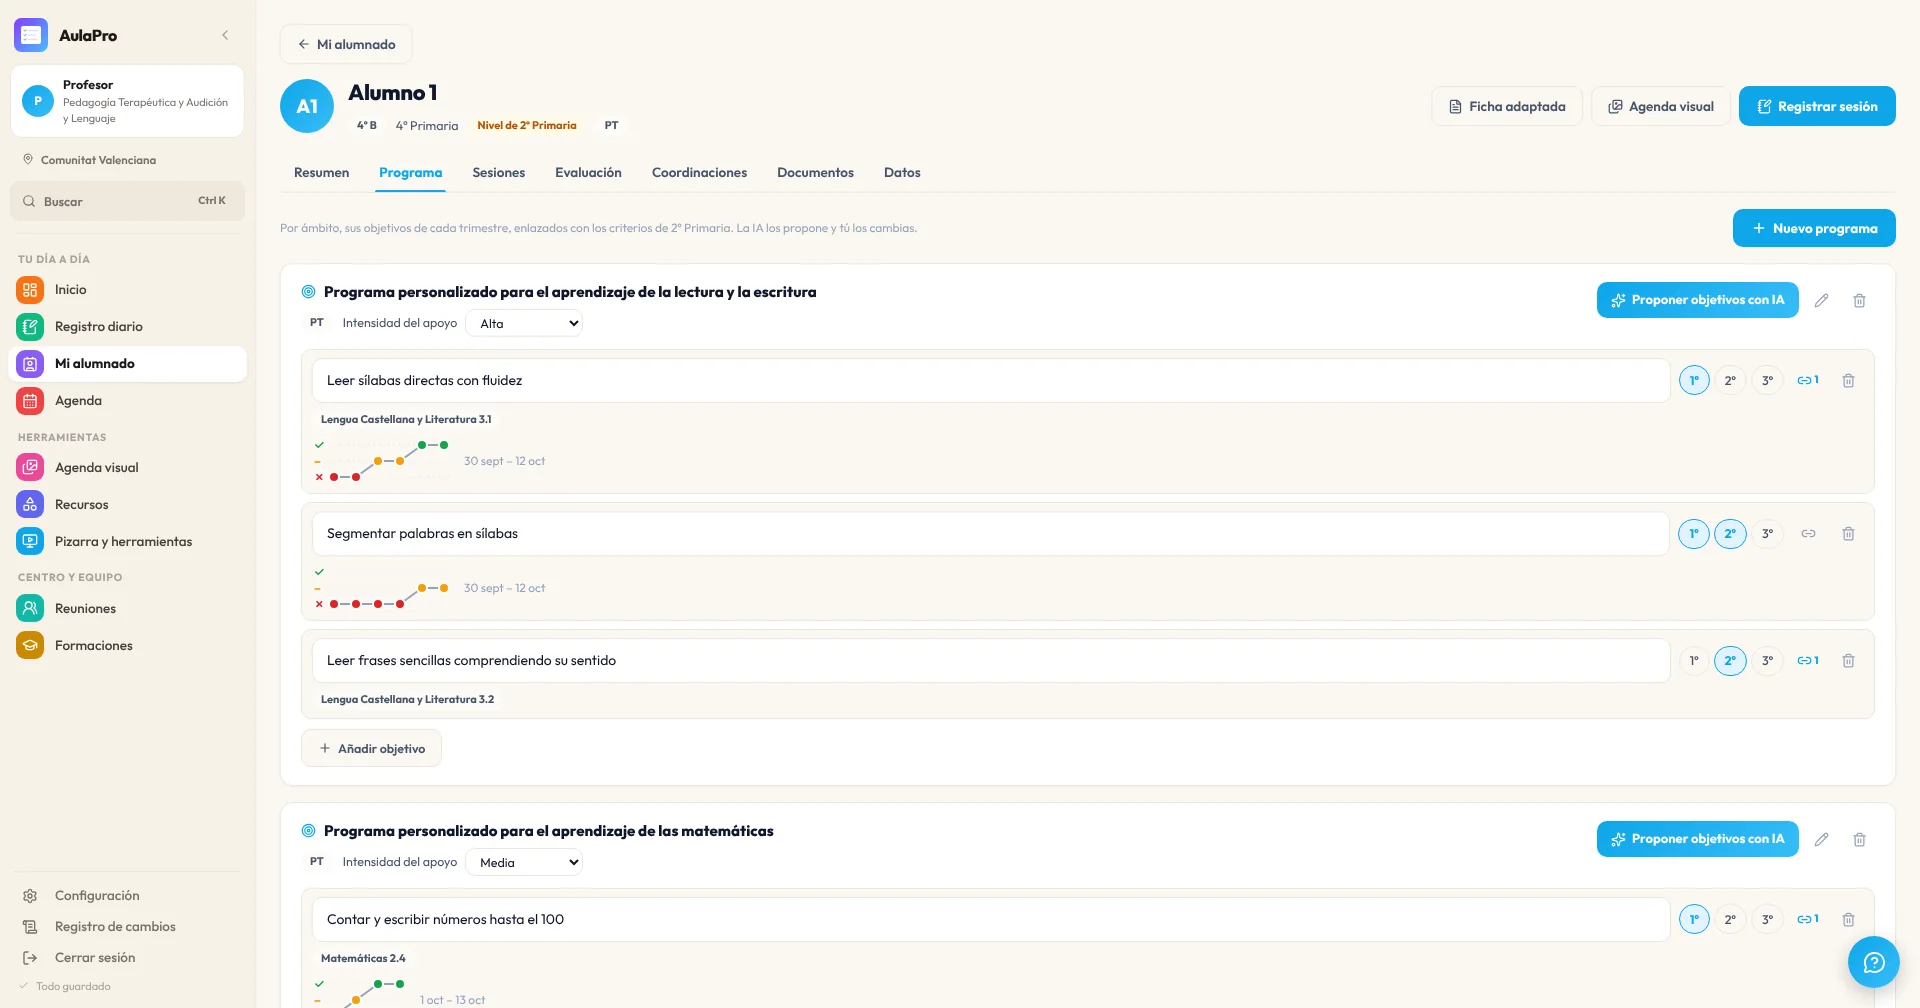 AulaPro
P
Profesor
Pedagogía Terapéutica y Audición
y Lenguaje
Comunitat Valenciana
Buscar
Ctrl K
TU DÍA A DÍA
Inicio
Registro diario
Mi alumnado
Agenda
HERRAMIENTAS
Agenda visual
Recursos
Pizarra y herramientas
CENTRO Y EQUIPO
Reuniones
Formaciones
Configuración
Registro de cambios
Cerrar sesión
Todo guardado
Mi alumnado
A1
Alumno 1
4º B 4º Primaria Nivel de 2º Primaria PT
Ficha adaptada
Agenda visual
Registrar sesión
Resumen Programa Sesiones Evaluación Coordinaciones Documentos Datos
Por ámbito, sus objetivos de cada trimestre, enlazados con los criterios de 2º Primaria. La IA los propone y tú los cambias.
Nuevo programa
Programa personalizado para el aprendizaje de la lectura y la escritura
PT Intensidad del apoyo Alta
Proponer objetivos con IA
Leer sílabas directas con fluidez
1º 2º 3º 1
Lengua Castellana y Literatura 3.1
30 sept – 12 oct
Segmentar palabras en sílabas
1º 2º 3º
30 sept – 12 oct
Leer frases sencillas comprendiendo su sentido
1º 2º 3º 1
Lengua Castellana y Literatura 3.2
Añadir objetivo
Programa personalizado para el aprendizaje de las matemáticas
PT Intensidad del apoyo Media
Proponer objetivos con IA
Contar y escribir números hasta el 100
1º 2º 3º 1
Matemáticas 2.4
1 oct – 13 oct